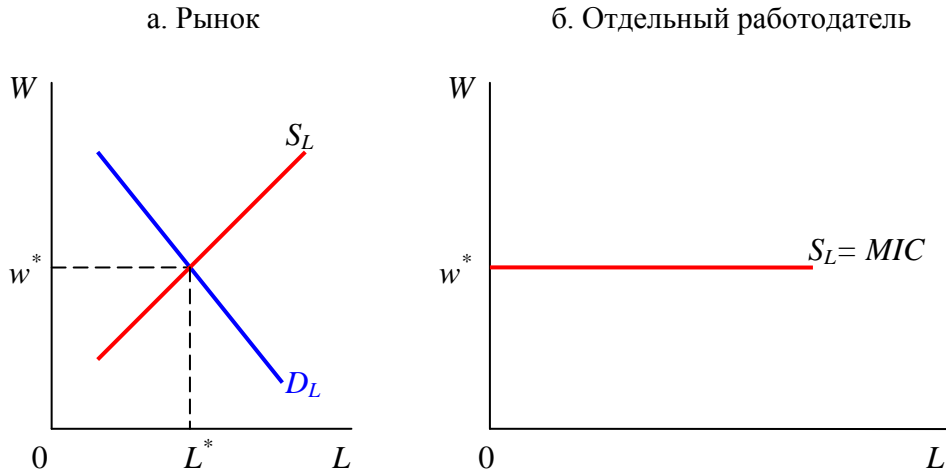 а. Рынок
б. Отдельный работодатель
W
S_L
w*
D_L
0
L*
L
W
w*
S_L= MIC
0
L